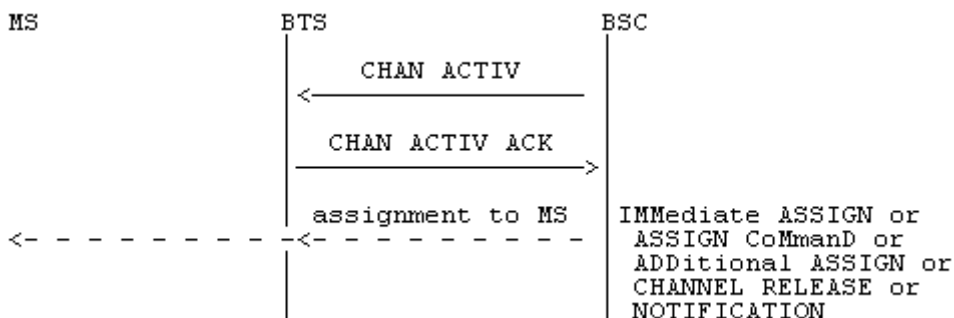 MS BTS BSC
CHAN ACTIV
CHAN ACTIV ACK
assignment to MS IMMediate ASSIGN or
ASSIGN CoMmanD or
ADDitional ASSIGN or
CHANNEL RELEASE or
NOTIFICATION